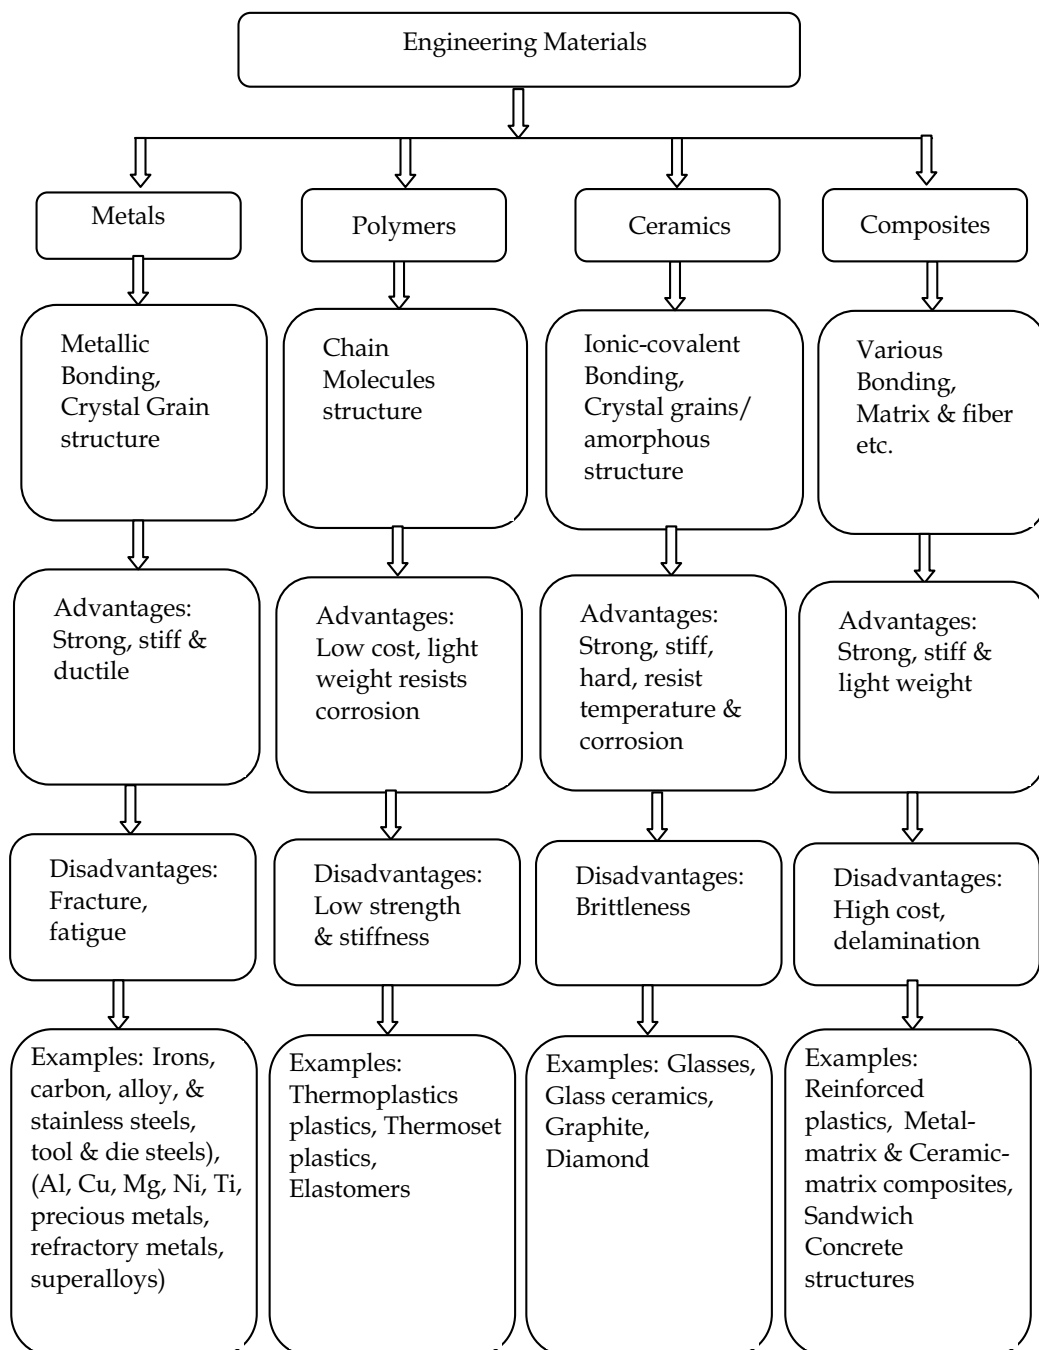 Engineering Materials
Metals
Polymers
Ceramics
Composites
Metallic
Bonding,
Crystal Grain
structure
Chain
Molecules
structure
Ionic-covalent
Bonding,
Crystal grains/
amorphous
structure
Various
Bonding,
Matrix & fiber
etc.
Advantages:
Strong, stiff &
ductile
Advantages:
Low cost, light
weight resists
corrosion
Advantages:
Strong, stiff,
hard, resist
temperature &
corrosion
Advantages:
Strong, stiff &
light weight
Disadvantages:
Fracture,
fatigue
Disadvantages:
Low strength
& stiffness
Disadvantages:
Brittleness
Disadvantages:
High cost,
delamination
Examples: Irons,
carbon, alloy, &
stainless steels,
tool & die steels),
(Al, Cu, Mg, Ni, Ti,
precious metals,
refractory metals,
superalloys)
Examples:
Thermoplastics
plastics, Thermoset
plastics,
Elastomers
Examples: Glasses,
Glass ceramics,
Graphite,
Diamond
Examples:
Reinforced
plastics, Metal-
matrix & Ceramic-
matrix composites,
Sandwich
Concrete
structures